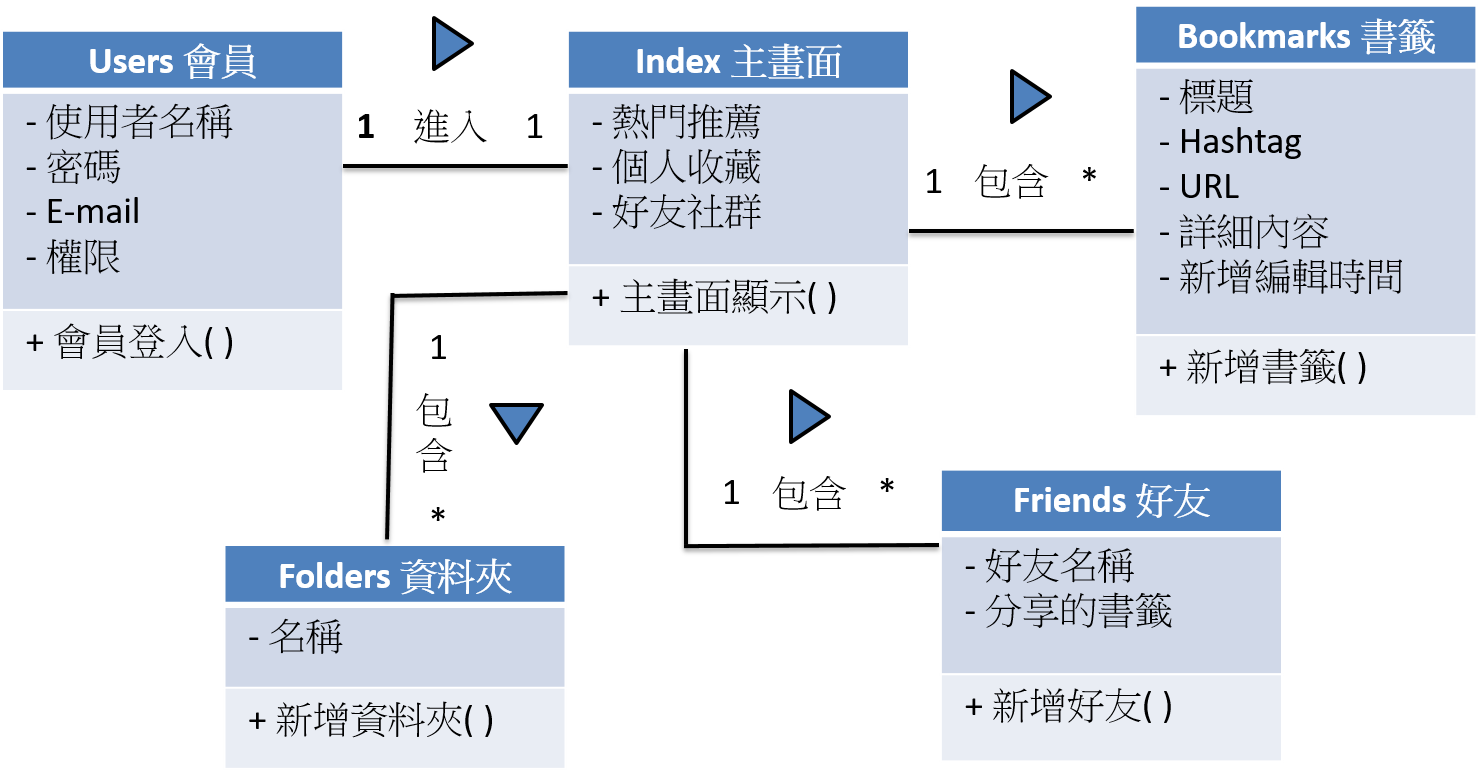 Users 會員
- 使用者名稱
- 密碼
- E-mail
- 權限
+ 會員登入( )
1 進入 1
Index 主畫面
- 熱門推薦
- 個人收藏
- 好友社群
+ 主畫面顯示( )
1 包含 *
Bookmarks 書籤
- 標題
- Hashtag
- URL
- 詳細內容
- 新增編輯時間
+ 新增書籤( )
1
包
含
*
Folders 資料夾
- 名稱
+ 新增資料夾( )
1 包含 *
Friends 好友
- 好友名稱
- 分享的書籤
+ 新增好友( )